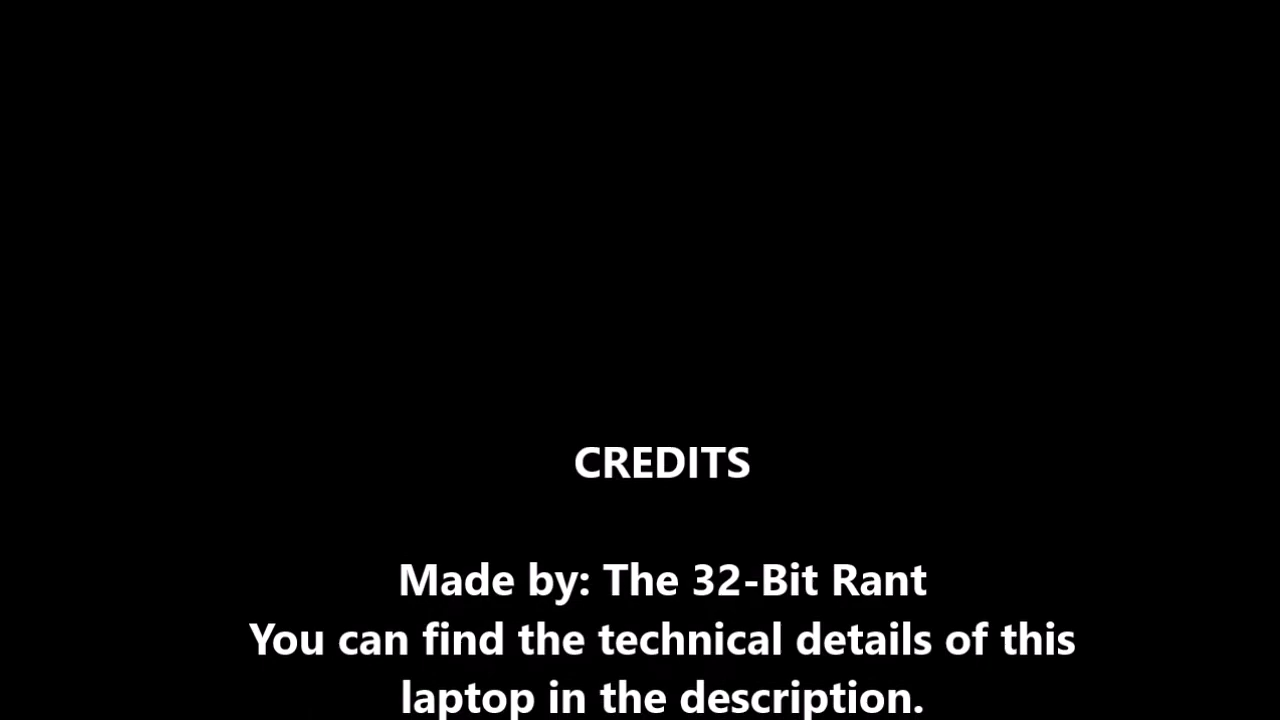 CREDITS
Made by: The 32-Bit Rant
You can find the technical details of this
laptop in the description.